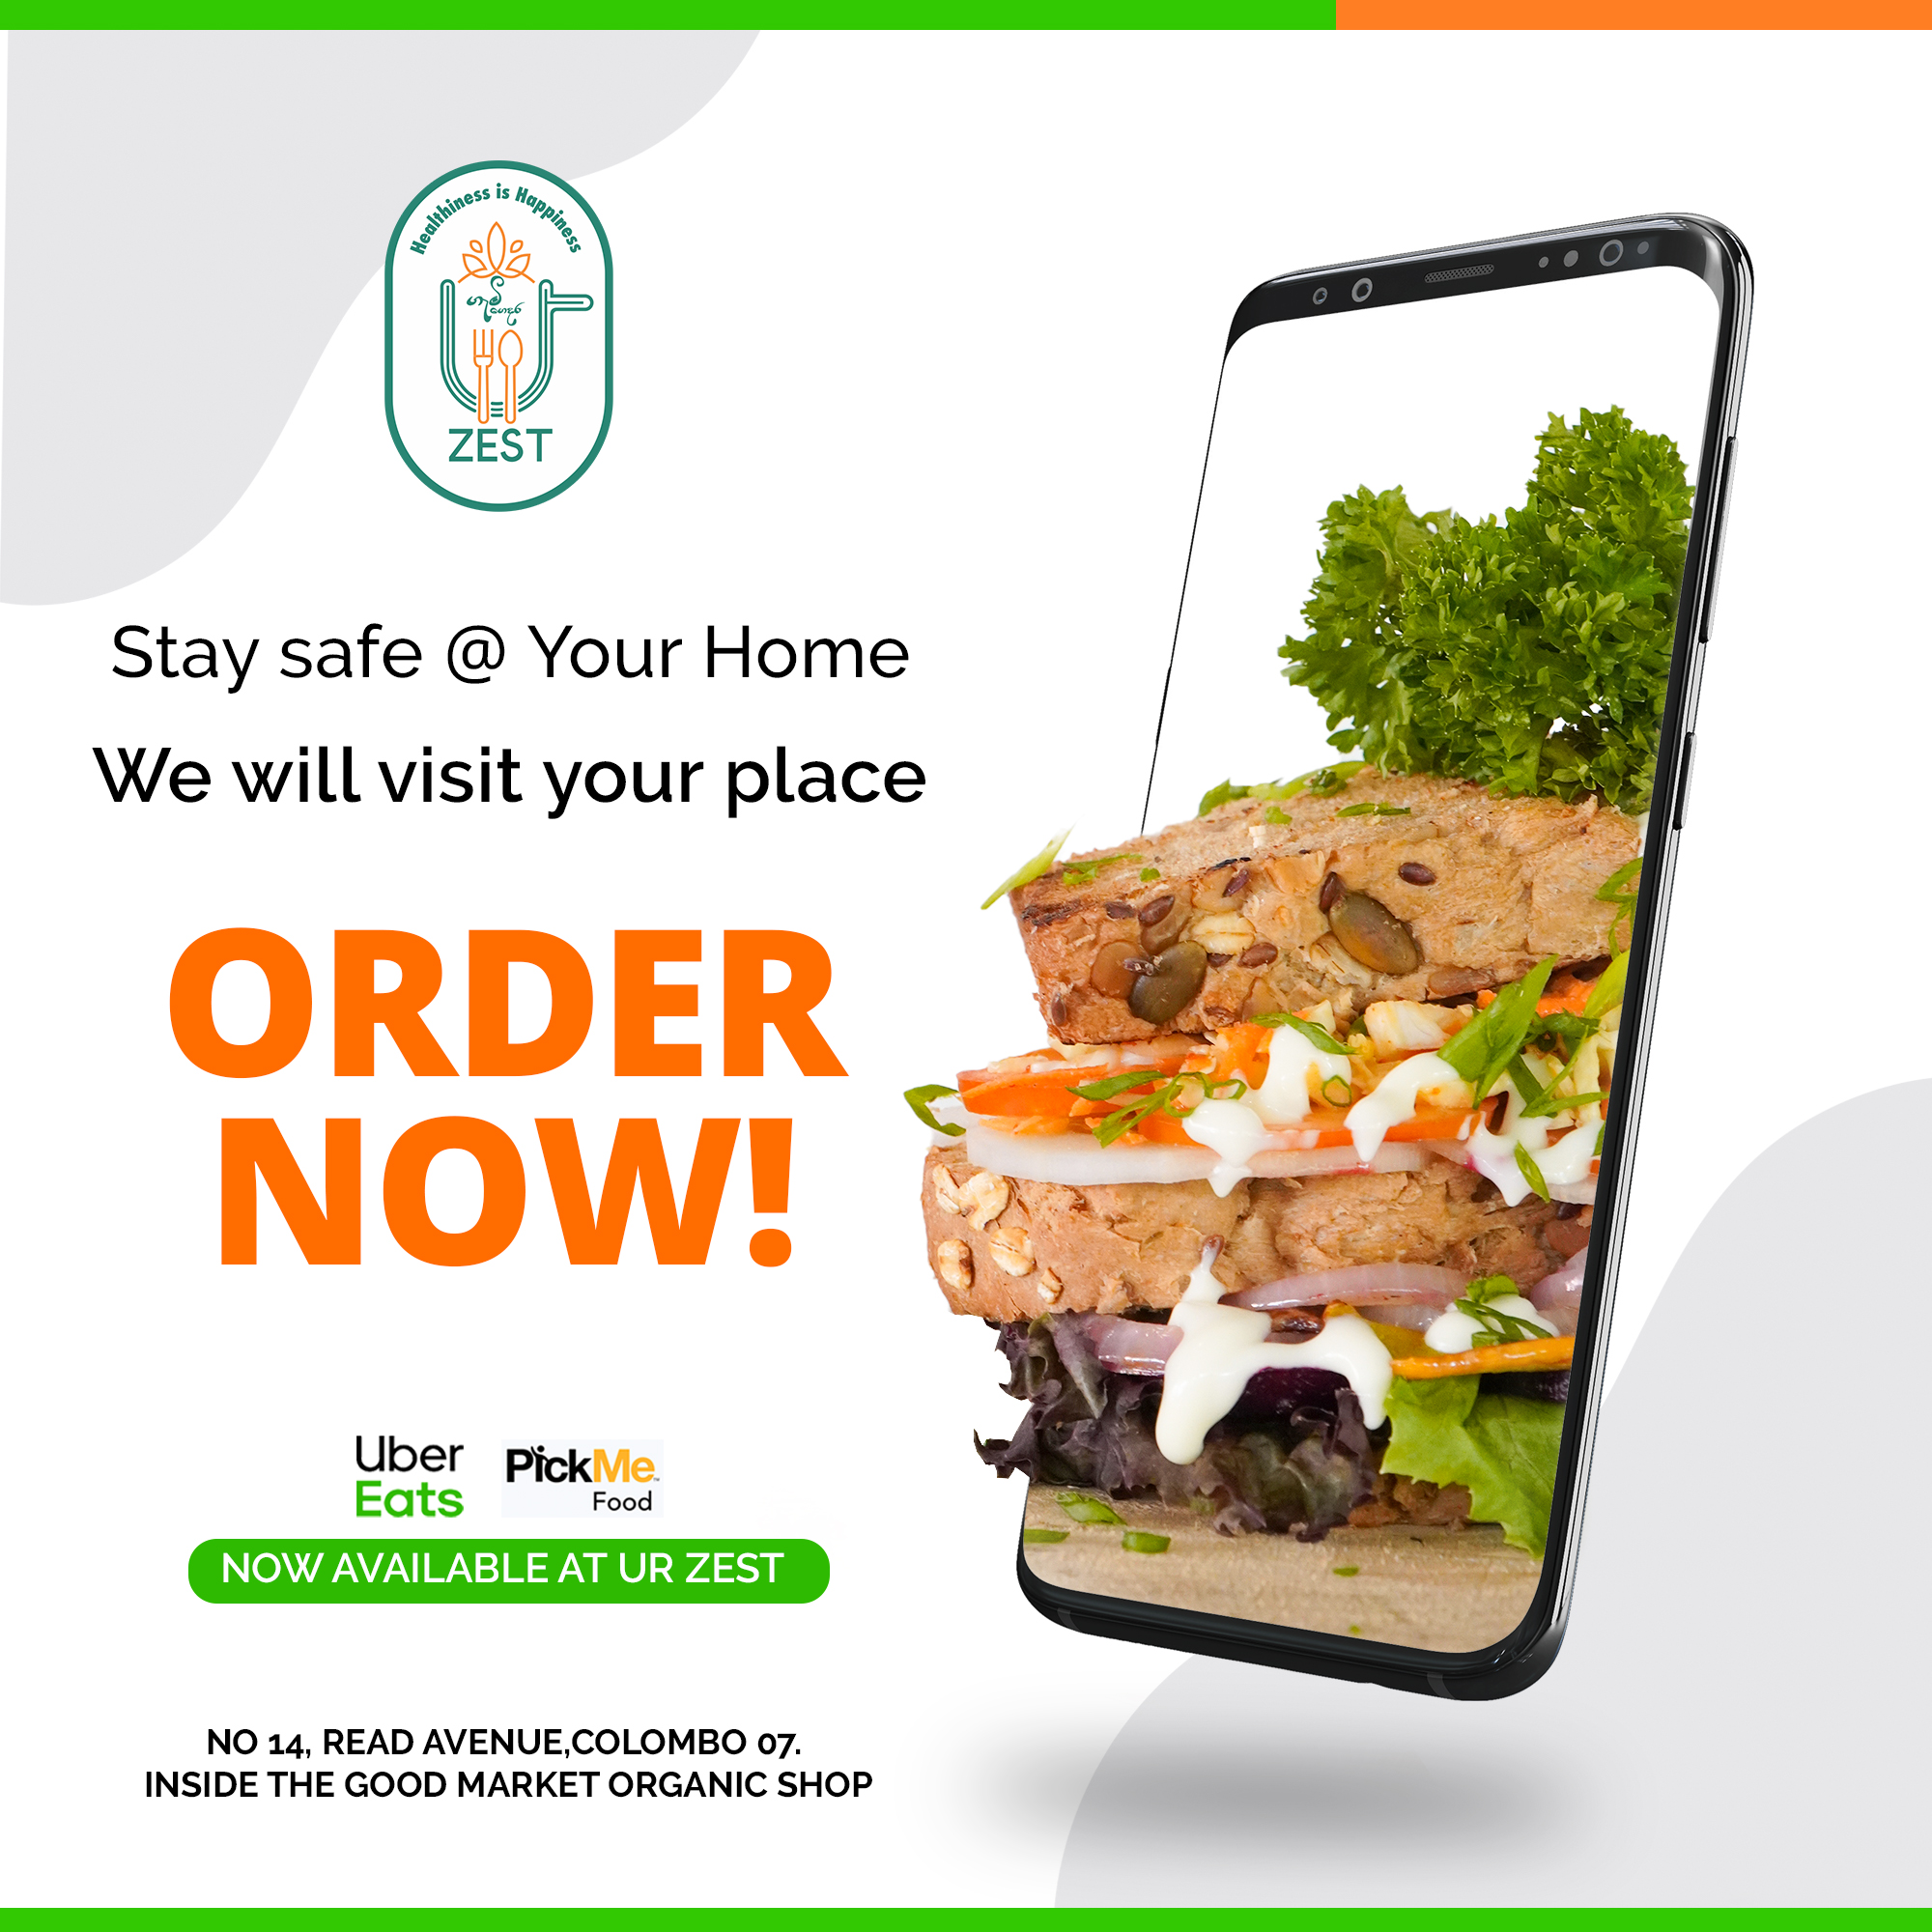 Healthiness is Happiness
ZEST
Stay safe @ Your Home
We will visit your place
ORDER
NOW!
Uber
Eats
PickMe
Food
NOW AVAILABLE AT UR ZEST
NO 14, READ AVENUE,COLOMBO 07.
INSIDE THE GOOD MARKET ORGANIC SHOP